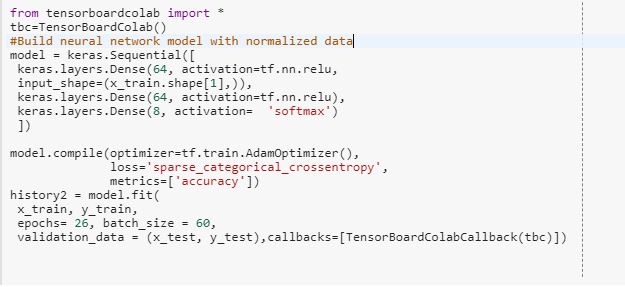 from tensorboardcolab import *
tbc=TensorBoardColab()
#Build neural network model with normalized data
model = keras.Sequential([
 keras.layers.Dense(64, activation=tf.nn.relu,
 input_shape=(x_train.shape[1],)),
 keras.layers.Dense(64, activation=tf.nn.relu),
 keras.layers.Dense(8, activation=  'softmax')
 ])
model.compile(optimizer=tf.train.AdamOptimizer(),
              loss='sparse_categorical_crossentropy',
              metrics=['accuracy'])
history2 = model.fit(
 x_train, y_train,
 epochs= 26, batch_size = 60,
 validation_data = (x_test, y_test),callbacks=[TensorBoardColabCallback(tbc)])